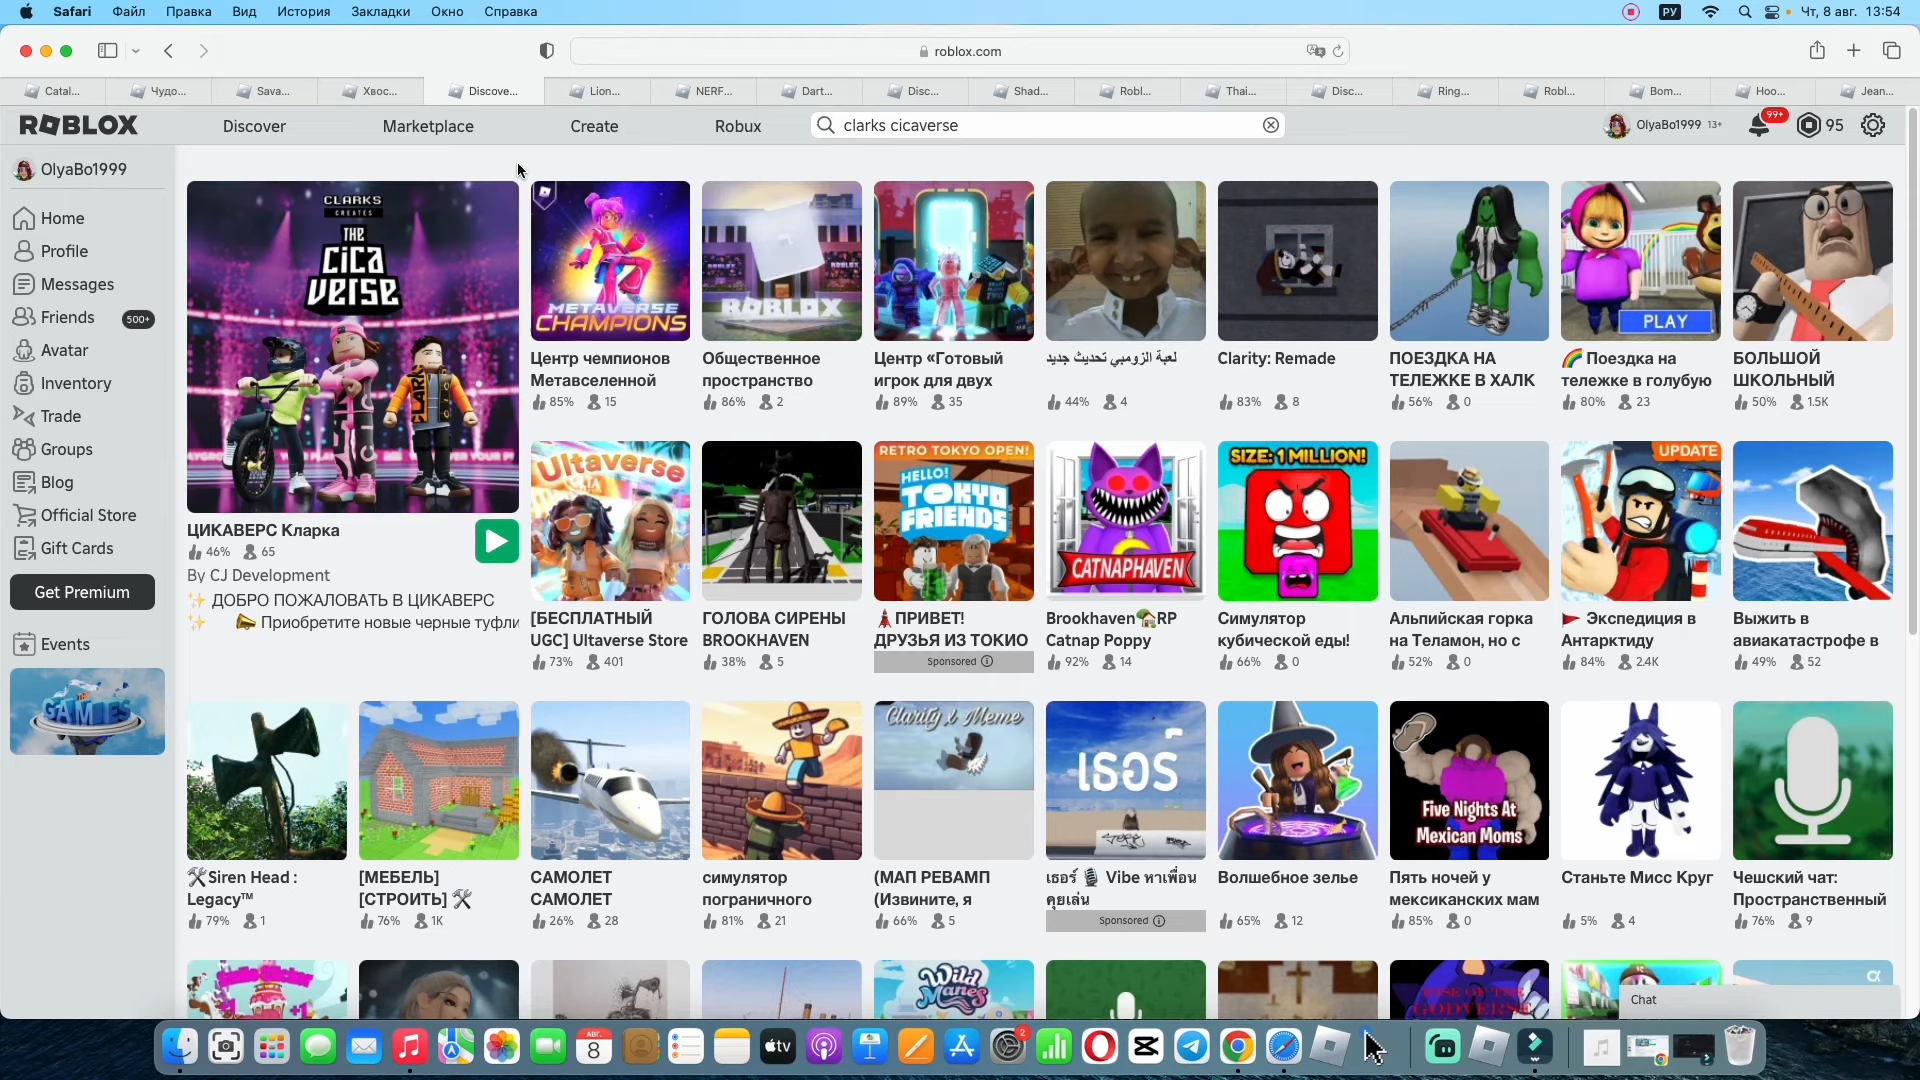 Safari Файл Правка Вид История Закладки Окно Справка
РУ Чт, 8 авг. 13:54
roblox.com
Catal... Чудо... Sava... Хвос... Discove... Lion... NERF... Dart... Disc... Shad... Robl... Thai... Disc... Ring... Robl... Bom... Hoo... Jean...
ROBLOX Discover Marketplace Create Robux clarks cicaverse OlyaBo1999 13+ 99+ 95
OlyaBo1999
Home
Profile
Messages
Friends 500+
Avatar
Inventory
Trade
Groups
Blog
Official Store
Gift Cards
Get Premium
Events
GAMES
CLARKS
CREATES
THE
CICA
VERSE
ЦИКАВЕРС Кларка
46% 65
By CJ Development
✨ ДОБРО ПОЖАЛОВАТЬ В ЦИКАВЕРС
✨ 📣 Приобретите новые черные туфли
METAVERSE
CHAMPIONS
Центр чемпионов
Метавселенной
85% 15
ROBLOX
Общественное
пространство
86% 2
Центр «Готовый
игрок для двух
89% 35
لعبة الزومبي تحديث جديد
44% 4
Clarity: Remade
83% 8
ПОЕЗДКА НА
ТЕЛЕЖКЕ В ХАЛК
56% 0
PLAY
🌈 Поездка на
тележке в голубую
80% 23
БОЛЬШОЙ
ШКОЛЬНЫЙ
50% 1.5K
Ultaverse
[БЕСПЛАТНЫЙ
UGC] Ultaverse Store
73% 401
ГОЛОВА СИРЕНЫ
BROOKHAVEN
38% 5
RETRO TOKYO OPEN!
HELLO!
TOKYO
FRIENDS
🗼ПРИВЕТ!
ДРУЗЬЯ ИЗ ТОКИО
Sponsored
CATNAPHAVEN
Brookhaven🏡RP
Catnap Poppy
92% 14
SIZE: 1 MILLION!
Симулятор
кубической еды!
66% 0
Альпийская горка
на Теламон, но с
52% 0
UPDATE
🚩 Экспедиция в
Антарктиду
84% 2.4K
Выжить в
авиакатастрофе в
49% 52
🛠️Siren Head :
Legacy™
79% 1
[МЕБЕЛЬ]
[СТРОИТЬ] 🛠️
76% 1K
САМОЛЕТ
САМОЛЕТ
26% 28
симулятор
пограничного
81% 21
Clarity x Meme
(МАП РЕВАМП
(Извините, я
66% 5
เธอร์
เธอร์ 🎙️ Vibe หาเพื่อน
คุยเล่น
Sponsored
Волшебное зелье
65% 12
Five Nights At
Mexican Moms
Пять ночей у
мексиканских мам
85% 0
Станьте Мисс Круг
5% 4
Чешский чат:
Пространственный
76% 9
Wild
Manes
RISE OF THE
GODVERSE
Chat
АВГ.
8
tv
2